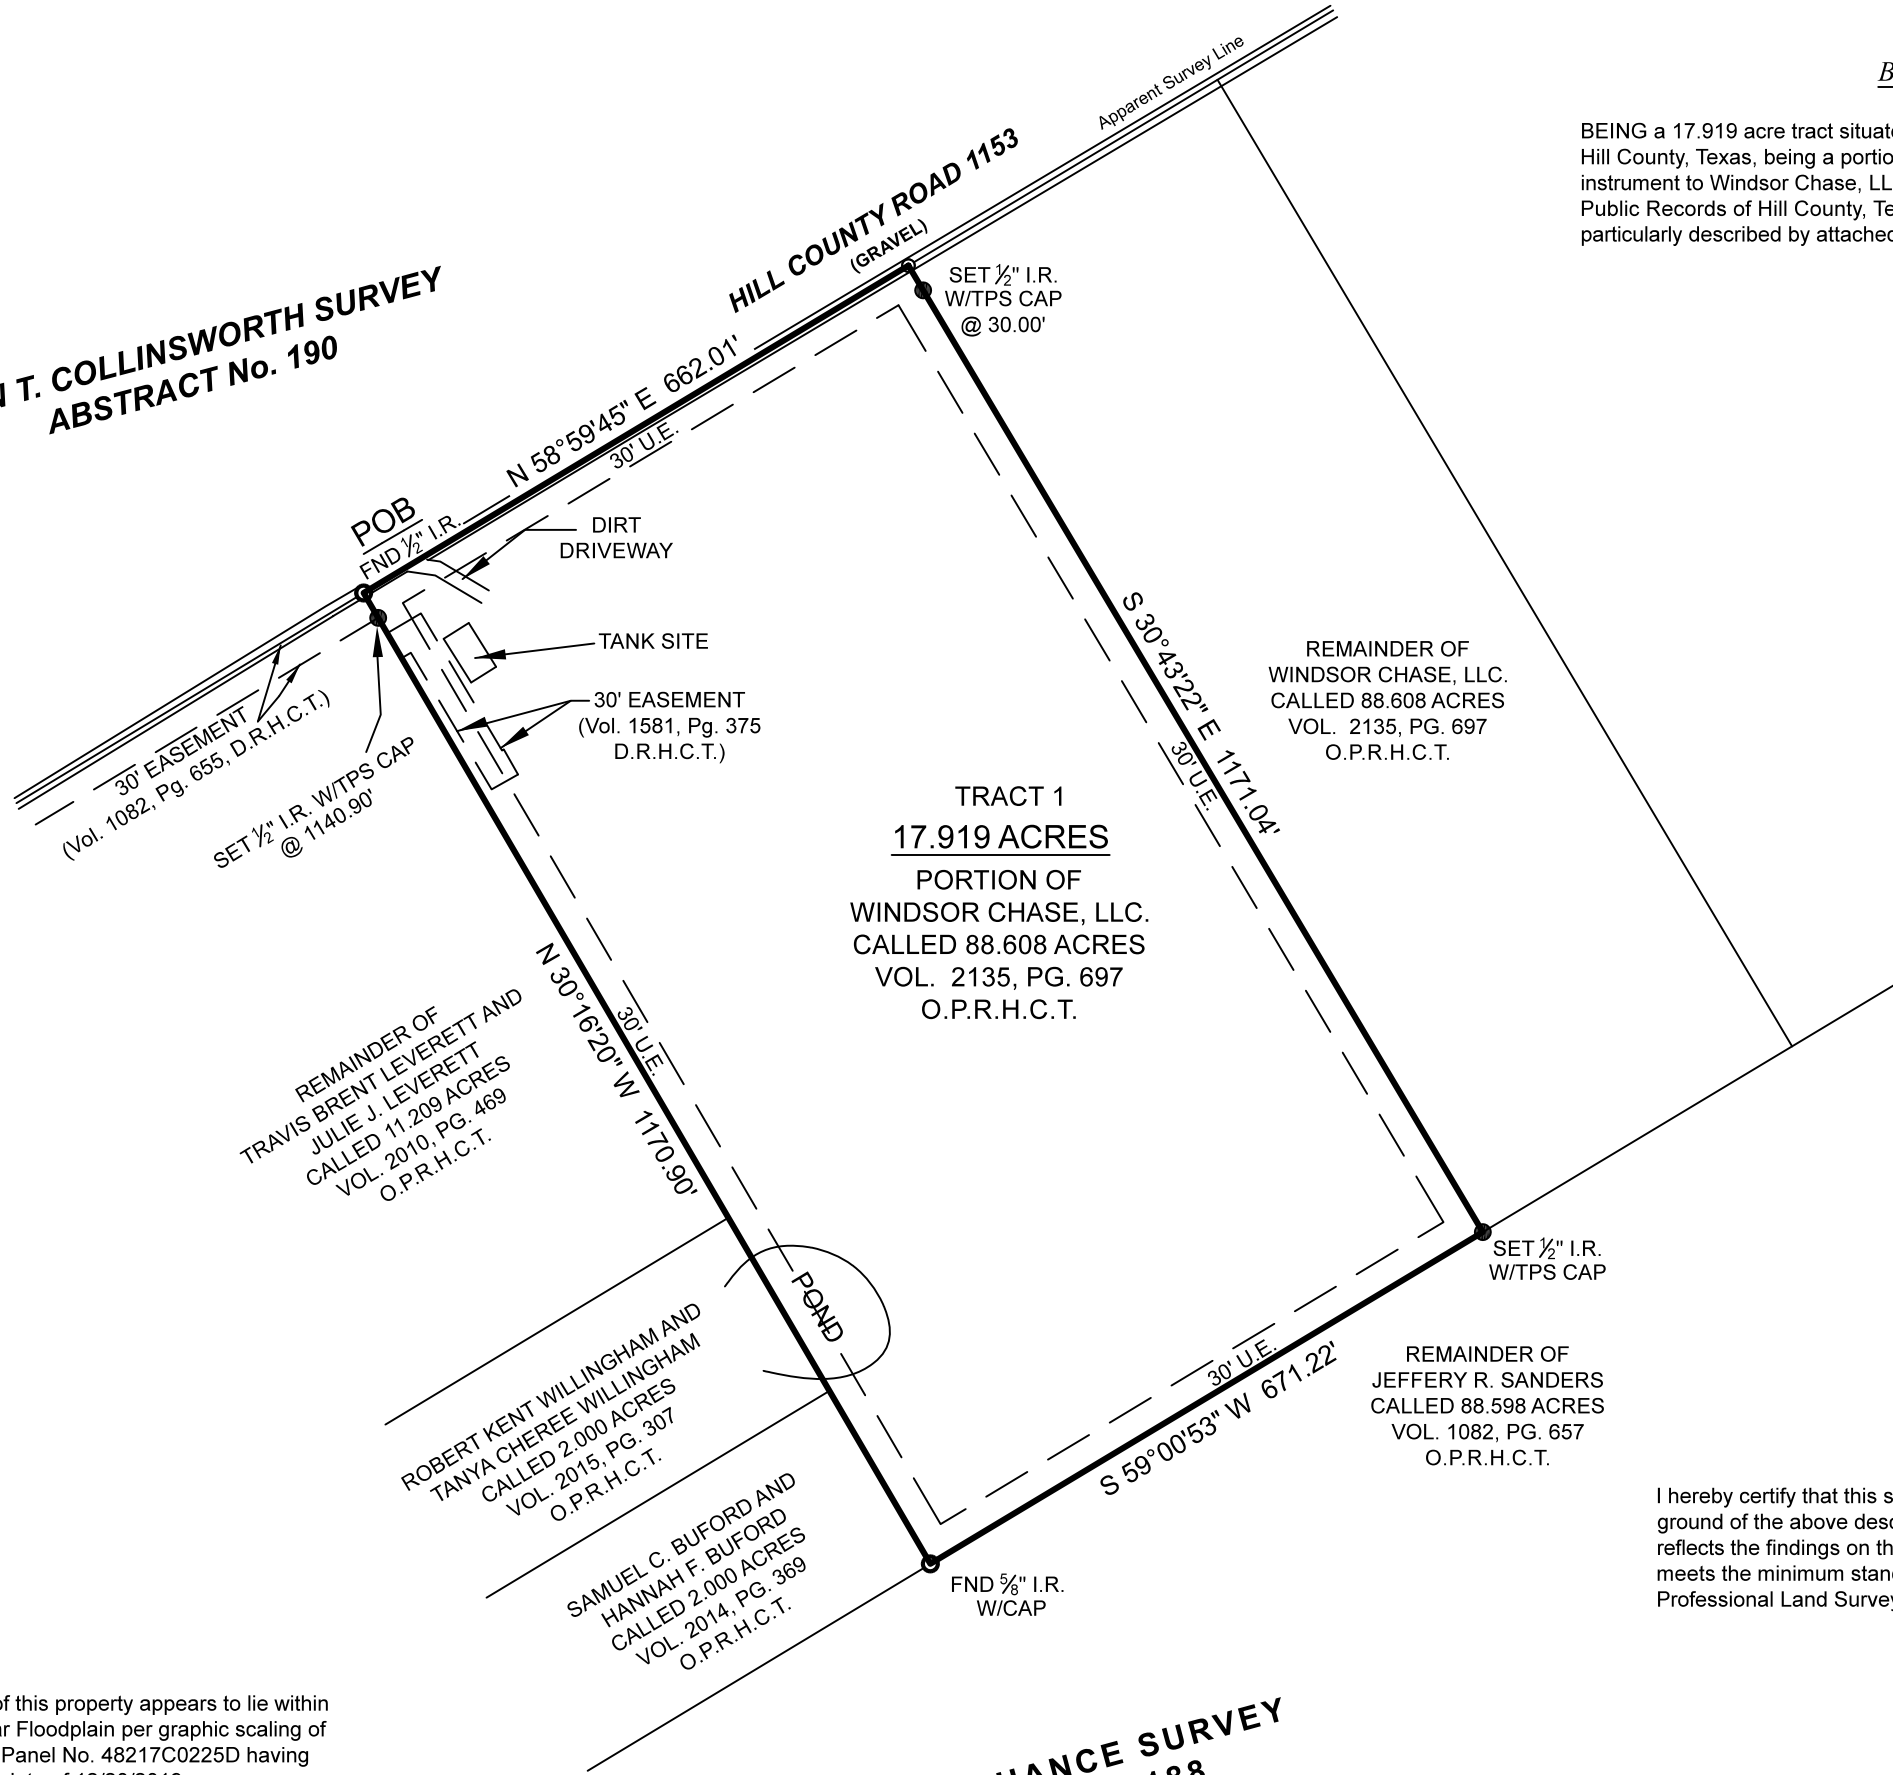 Apparent Survey Line
BEING a 17.919 acre tract
Hill County, Texas, being a
instrument to Windsor Chase,
Public Records of Hill County,
particularly described by
HILL COUNTY ROAD 1153
(GRAVEL)
T. COLLINSWORTH SURVEY
ABSTRACT No. 190
SET 1/2" I.R.
W/TPS CAP
@ 30.00'
N 58°59'45" E 662.01'
30' U.E.
POB
FND 1/2" I.R.
DIRT
DRIVEWAY
TANK SITE
30' EASEMENT
(Vol. 1581, Pg. 375
D.R.H.C.T.)
30' EASEMENT
(Vol. 1082, Pg. 655, D.R.H.C.T.)
SET 1/2" I.R. W/TPS CAP
@ 1140.90'
S 30°43'22" E 1171.04'
30' U.E.
REMAINDER OF
WINDSOR CHASE, LLC.
CALLED 88.608 ACRES
VOL. 2135, PG. 697
O.P.R.H.C.T.
TRACT 1
17.919 ACRES
PORTION OF
WINDSOR CHASE, LLC.
CALLED 88.608 ACRES
VOL. 2135, PG. 697
O.P.R.H.C.T.
N 30°16'20" W 1170.90'
30' U.E.
REMAINDER OF
TRAVIS BRENT LEVERETT AND
JULIE J. LEVERETT
CALLED 11.209 ACRES
VOL. 2010, PG. 469
O.P.R.H.C.T.
POND
SET 1/2" I.R.
W/TPS CAP
30' U.E.
S 59°00'53" W 671.22'
REMAINDER OF
JEFFERY R. SANDERS
CALLED 88.598 ACRES
VOL. 1082, PG. 657
O.P.R.H.C.T.
ROBERT KENT WILLINGHAM AND
TANYA CHEREE WILLINGHAM
CALLED 2.000 ACRES
VOL. 2015, PG. 307
O.P.R.H.C.T.
SAMUEL C. BUFORD AND
HANNAH F. BUFORD
CALLED 2.000 ACRES
VOL. 2014, PG. 369
O.P.R.H.C.T.
FND 5/8" I.R.
W/CAP
I hereby certify that this
ground of the above
reflects the findings on
meets the minimum
Professional Land
of this property appears to lie within
Floodplain per graphic scaling of
Panel No. 48217C0225D having
SURVEY